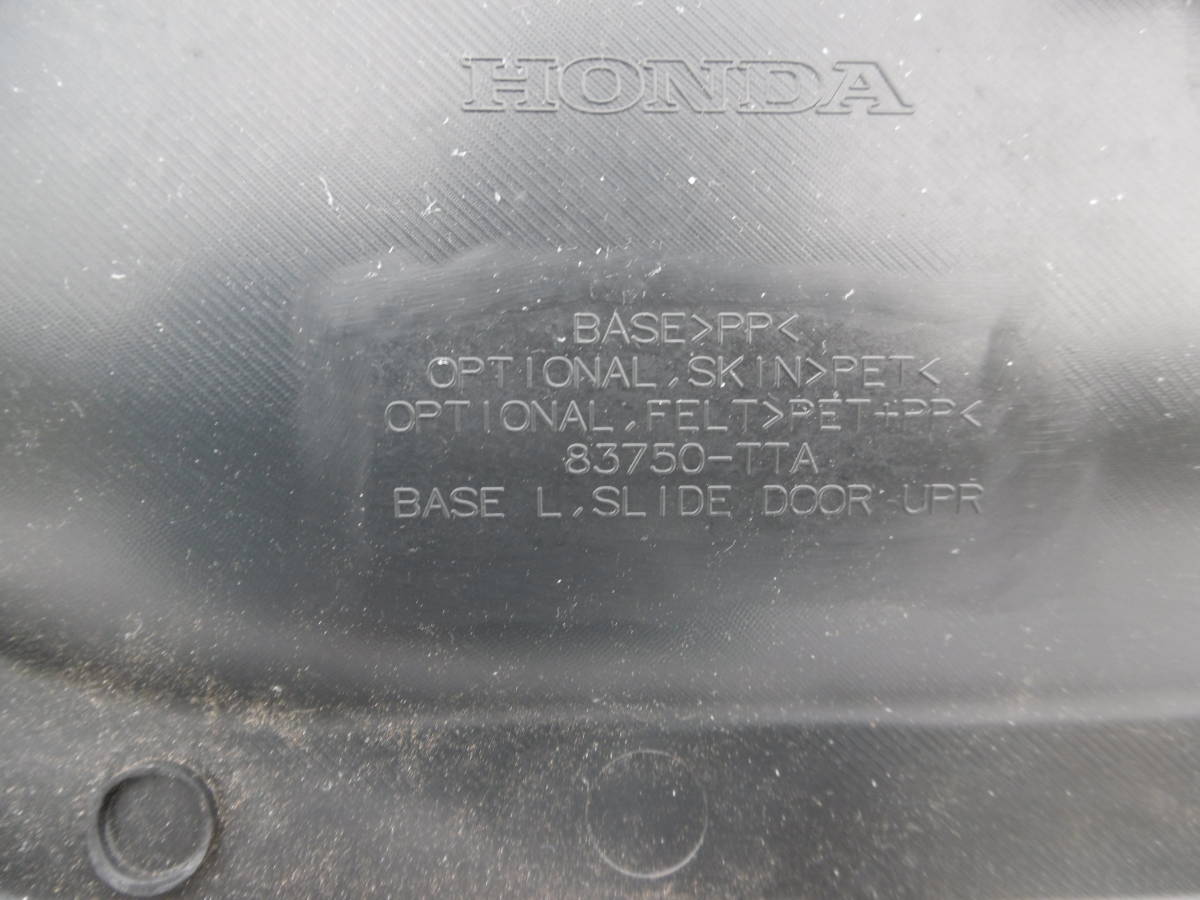 HONDA
BASE>PP<
OPTIONAL,SKIN>PET<
OPTIONAL,FELT>PET+PP<
83750-TTA
BASE L,SLIDE DOOR UPR